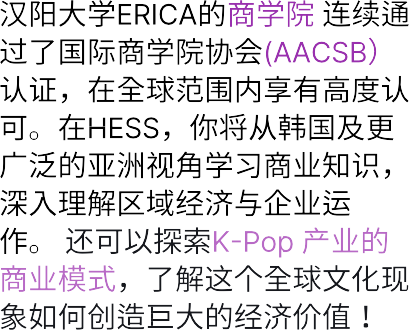 汉阳大学ERICA的商学院 连续通
过了国际商学院协会(AACSB）
认证，在全球范围内享有高度认
可。在HESS，你将从韩国及更
广泛的亚洲视角学习商业知识，
深入理解区域经济与企业运
作。 还可以探索K-Pop 产业的
商业模式，了解这个全球文化现
象如何创造巨大的经济价值！